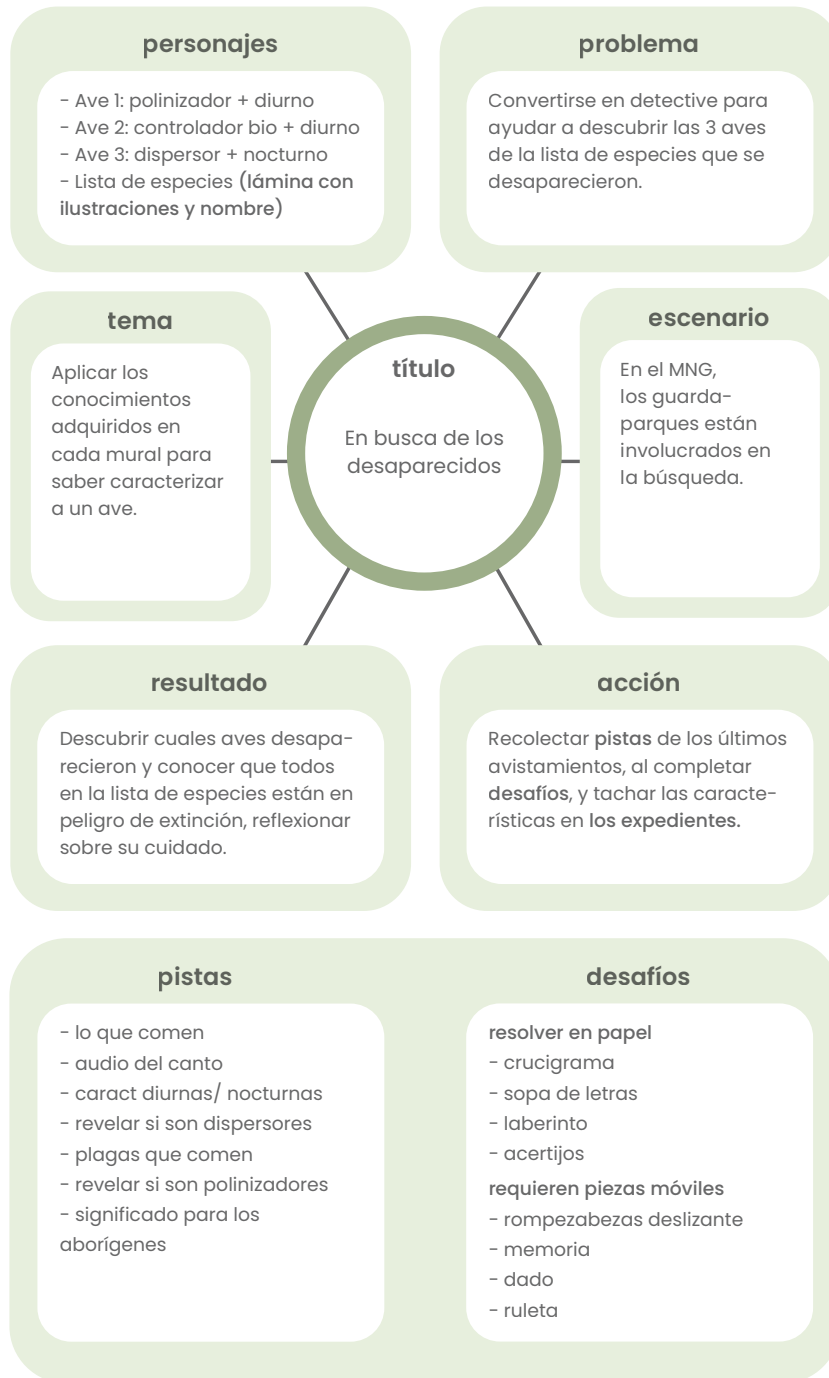 personajes
- Ave 1: polinizador + diurno
- Ave 2: controlador bio + diurno
- Ave 3: dispersor + nocturno
- Lista de especies (lámina con
ilustraciones y nombre)
problema
Convertirse en detective para
ayudar a descubrir las 3 aves
de la lista de especies que se
desaparecieron.
tema
Aplicar los
conocimientos
adquiridos en
cada mural para
saber caracterizar
a un ave.
título
En busca de los
desaparecidos
escenario
En el MNG,
los guarda-
parques están
involucrados en
la búsqueda.
resultado
Descubrir cuales aves desapa-
recieron y conocer que todos
en la lista de especies están en
peligro de extinción, reflexionar
sobre su cuidado.
acción
Recolectar pistas de los últimos
avistamientos, al completar
desafíos, y tachar las caracte-
rísticas en los expedientes.
pistas
- lo que comen
- audio del canto
- caract diurnas/ nocturnas
- revelar si son dispersores
- plagas que comen
- revelar si son polinizadores
- significado para los
aborígenes
desafíos
resolver en papel
- crucigrama
- sopa de letras
- laberinto
- acertijos
requieren piezas móviles
- rompezabezas deslizante
- memoria
- dado
- ruleta